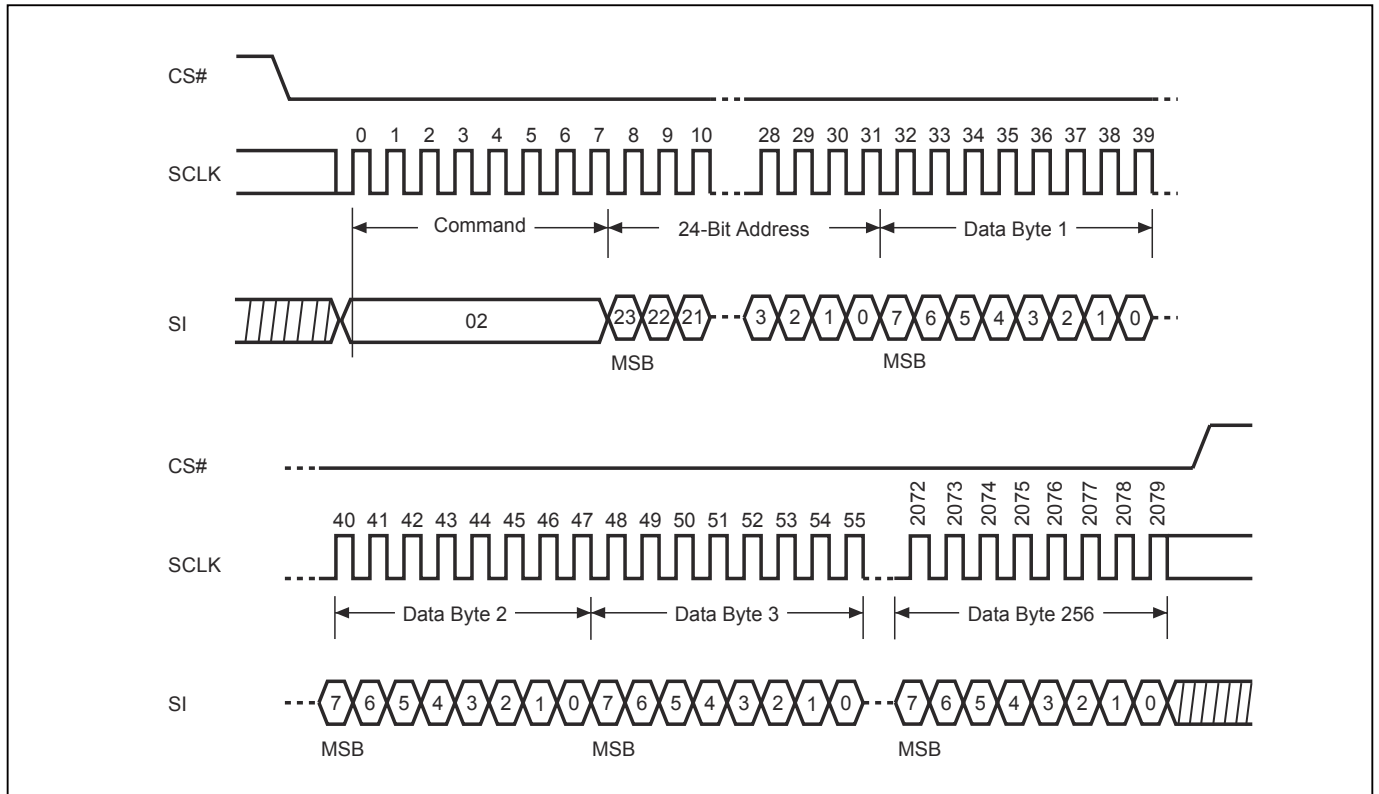 CS#
0 1 2 3 4 5 6 7 8 9 10 28 29 30 31 32 33 34 35 36 37 38 39
SCLK
Command 24-Bit Address Data Byte 1
SI 02 23 22 21 3 2 1 0 7 6 5 4 3 2 1 0
MSB MSB
CS#
2072 2073 2074 2075 2076 2077 2078 2079
40 41 42 43 44 45 46 47 48 49 50 51 52 53 54 55
SCLK
Data Byte 2 Data Byte 3 Data Byte 256
SI 7 6 5 4 3 2 1 0 7 6 5 4 3 2 1 0 7 6 5 4 3 2 1 0
MSB MSB MSB